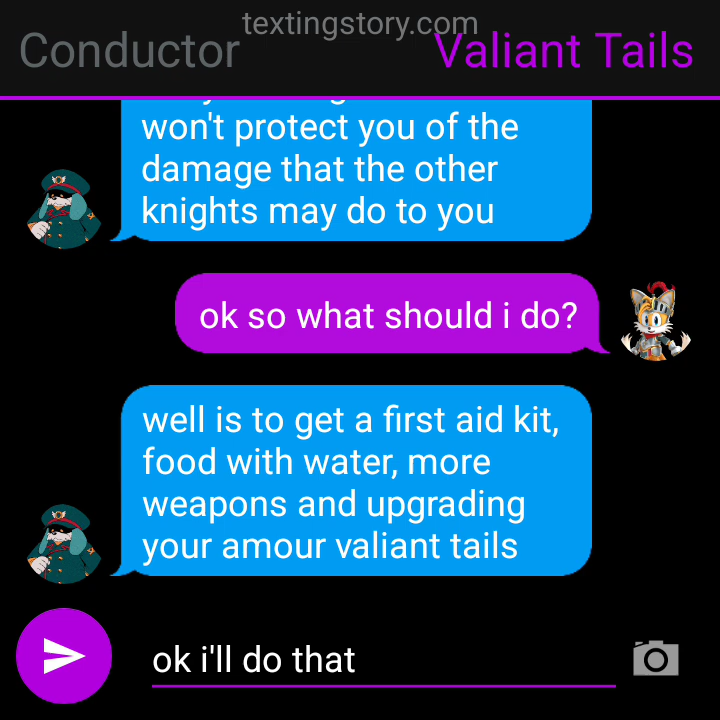 textingstory.com
Conductor
Valiant Tails
won't protect you of the
damage that the other
knights may do to you
ok so what should i do?
well is to get a first aid kit,
food with water, more
weapons and upgrading
your amour valiant tails
ok i'll do that